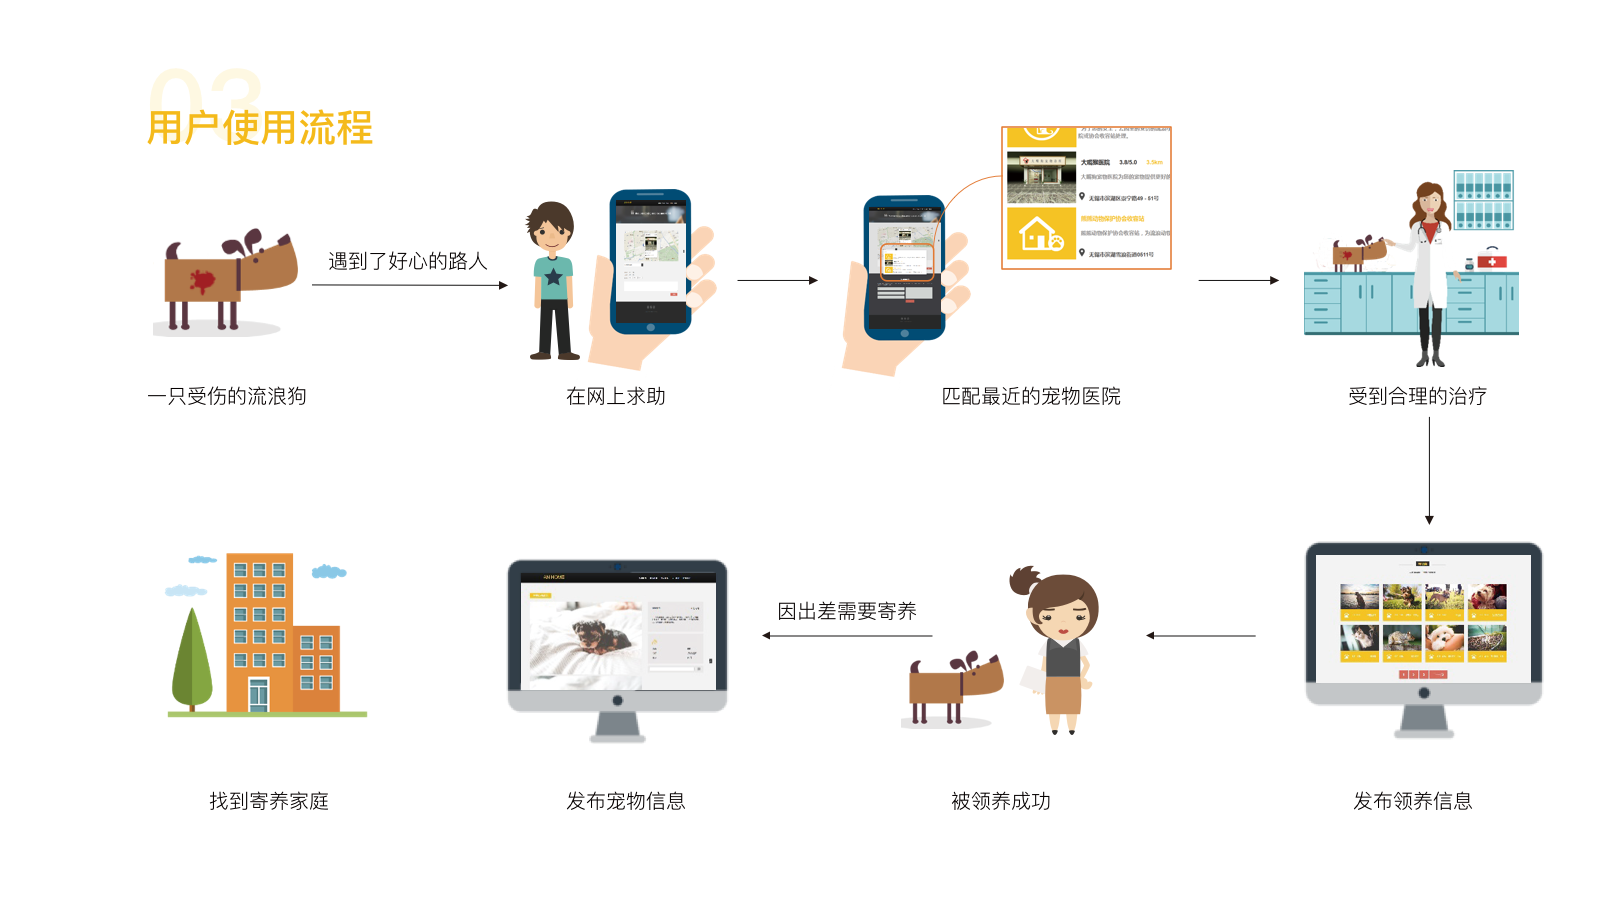 03
用户使用流程
遇到了好心的路人
大嘴猴医院 3.8/5.0 3.5km
一只受伤的流浪狗
在网上求助
匹配最近的宠物医院
受到合理的治疗
因出差需要寄养
找到寄养家庭
发布宠物信息
被领养成功
发布领养信息